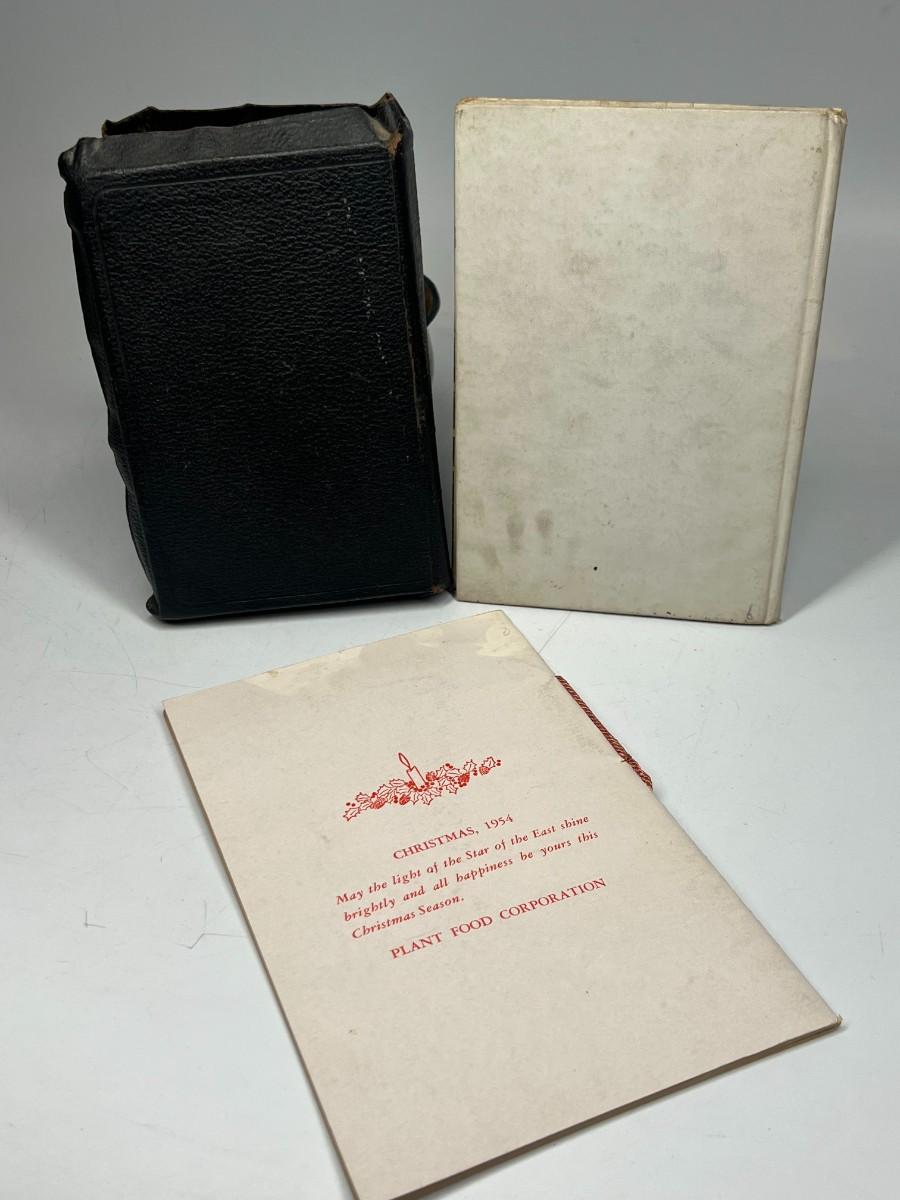 CHRISTMAS, 1954
May the light of the Star of the East shine
brightly and all happiness be yours this
Christmas Season.
PLANT FOOD CORPORATION